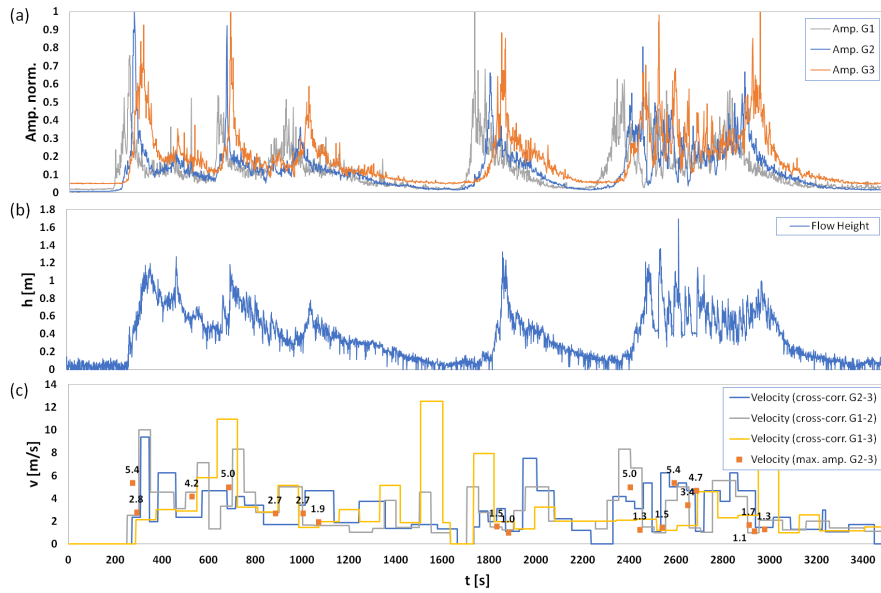 (a)
Amp. norm.
1
0.9
0.8
0.7
0.6
0.5
0.4
0.3
0.2
0.1
0
Amp. G1
Amp. G2
Amp. G3
(b)
h [m]
1.8
1.6
1.4
1.2
1
0.8
0.6
0.4
0.2
0
Flow Height
(c)
v [m/s]
14
12
10
8
6
4
2
0
Velocity (cross-corr. G2-3)
Velocity (cross-corr. G1-2)
Velocity (cross-corr. G1-3)
Velocity (max. amp. G2-3)
5.4
2.8
4.2
5.0
2.7
2.7
1.9
1.5
1.0
5.0
1.3
1.5
5.4
3.4
4.7
1.7
1.1
1.3
0 200 400 600 800 1000 1200 1400 1600 1800 2000 2200 2400 2600 2800 3000 3200 3400
t [s]